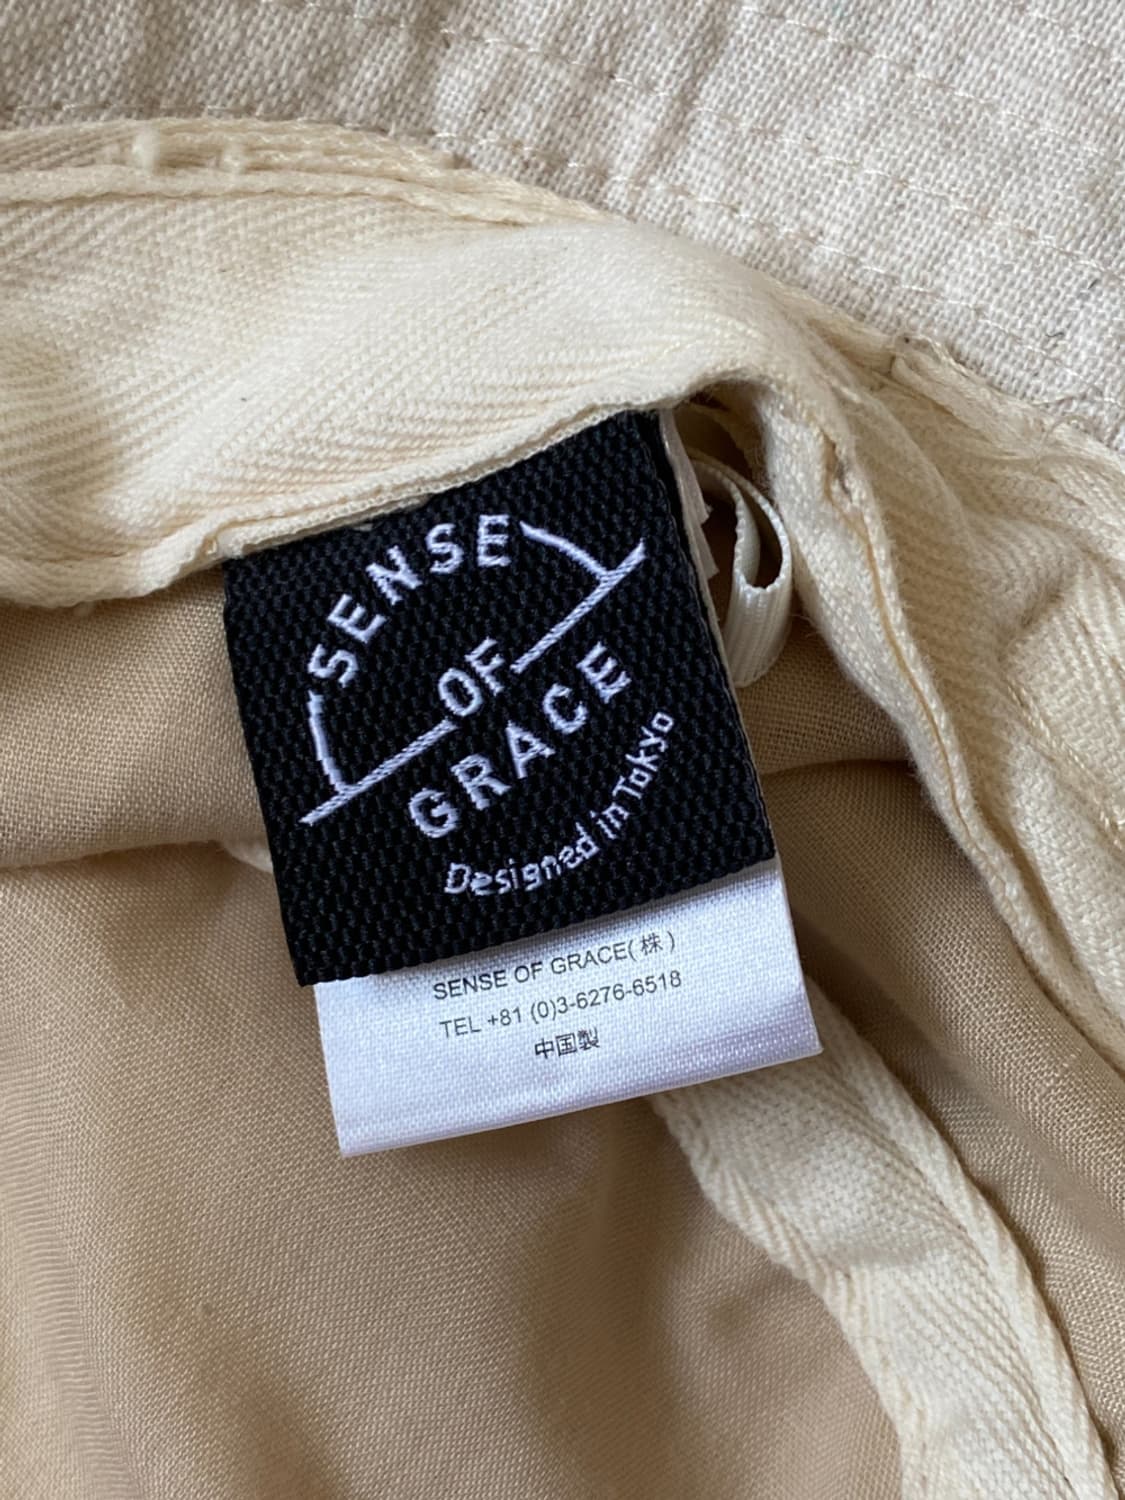 SENSE
OF
GRACE
Designed in Tokyo
SENSE OF GRACE(株)
TEL +81 (0)3-6276-6518
中国製